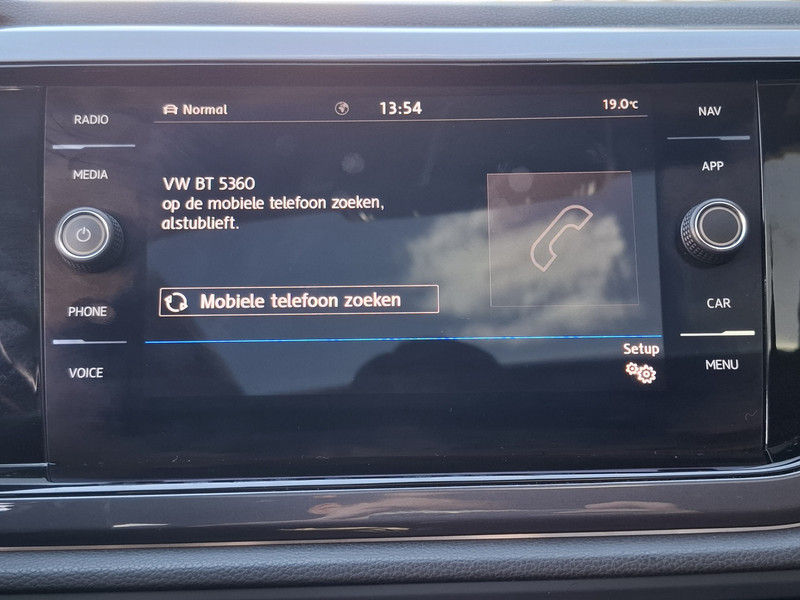 Normal 13:54 19.0°C
RADIO
MEDIA
PHONE
VOICE
VW BT 5360
op de mobiele telefoon zoeken,
alstublieft.
Mobiele telefoon zoeken
Setup
NAV
APP
CAR
MENU